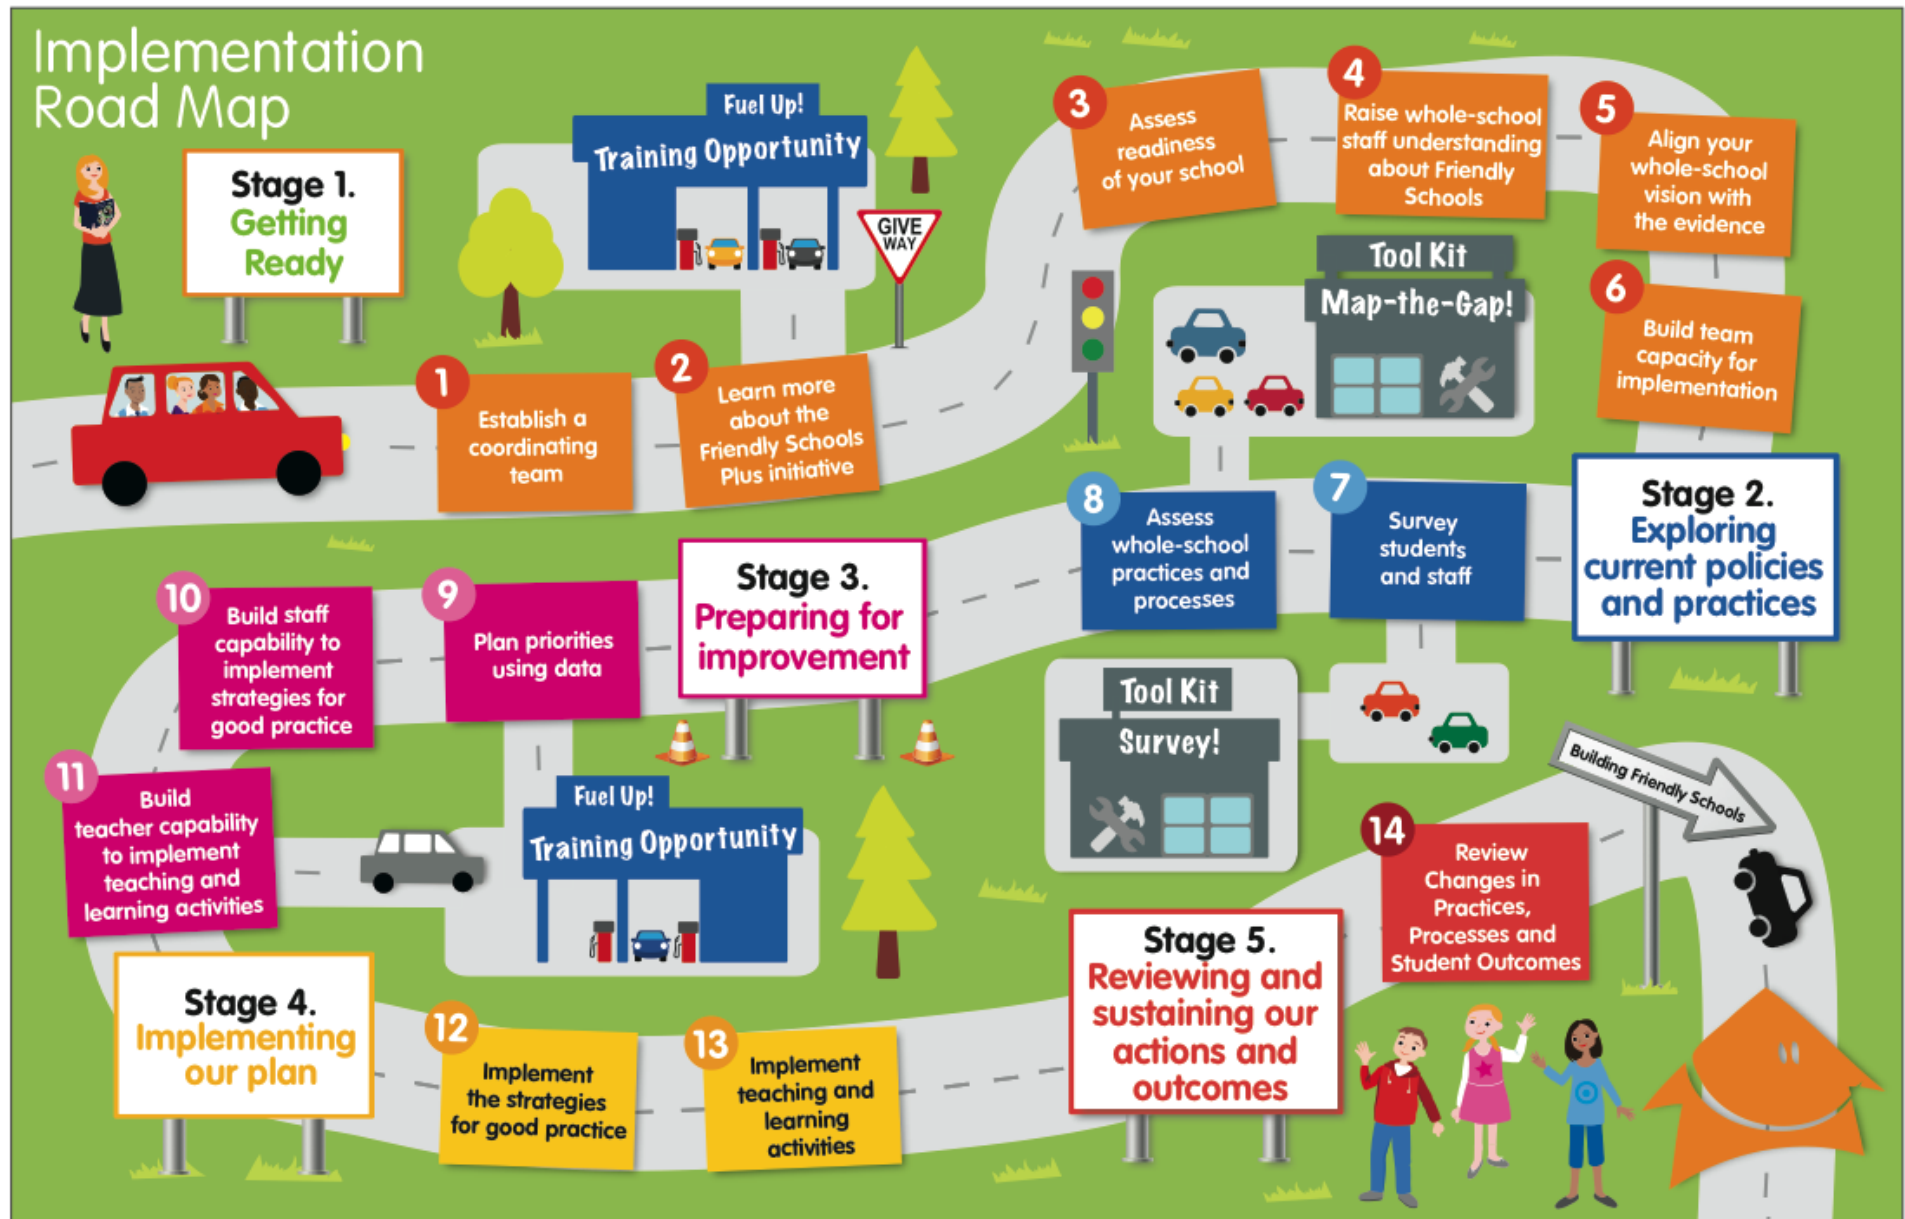 Implementation
Road Map
Stage 1.
Getting
Ready
Fuel Up!
Training Opportunity
GIVE
WAY
1
Establish a
coordinating
team
2
Learn more
about the
Friendly Schools
Plus initiative
3
Assess
readiness
of your school
4
Raise whole-school
staff understanding
about Friendly
Schools
5
Align your
whole-school
vision with
the evidence
6
Build team
capacity for
implementation
Tool Kit
Map-the-Gap!
Stage 2.
Exploring
current policies
and practices
7
Survey
students
and staff
8
Assess
whole-school
practices and
processes
Tool Kit
Survey!
Stage 3.
Preparing for
improvement
9
Plan priorities
using data
10
Build staff
capability to
implement
strategies for
good practice
11
Build
teacher capability
to implement
teaching and
learning activities
Fuel Up!
Training Opportunity
Stage 4.
Implementing
our plan
12
Implement
the strategies
for good practice
13
Implement
teaching and
learning
activities
Stage 5.
Reviewing and
sustaining our
actions and
outcomes
14
Review
Changes in
Practices,
Processes and
Student Outcomes
Building Friendly Schools